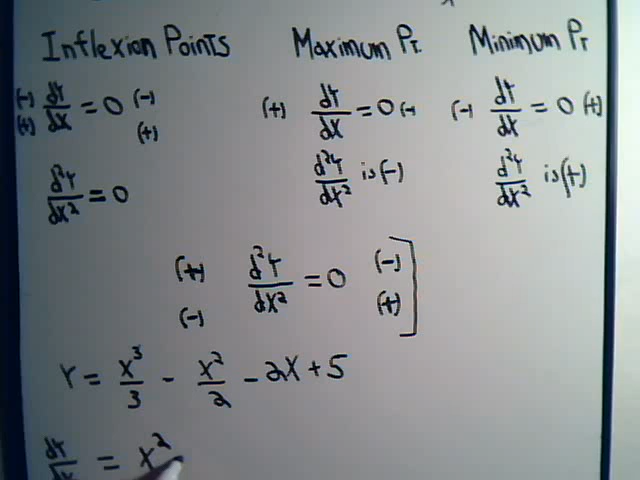 Inflexion Points Maximum Pt. Minimum Pt
(-) dy/dx = 0 (-) (+) dy/dx = 0 (- (-) dy/dx = 0 (+)
(+) (+)
d²y/dx² = 0 d²y/dx² is (-) d²y/dx² is (+)
(+) d²y/dx² = 0 (-)
(-) (+)
Y = x³/3 - x²/2 - 2x + 5
dy/dx = x²